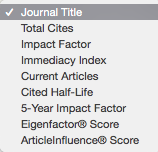 ✓ Journal Title
Total Cites
Impact Factor
Immediacy Index
Current Articles
Cited Half-Life
5-Year Impact Factor
Eigenfactor® Score
ArticleInfluence® Score